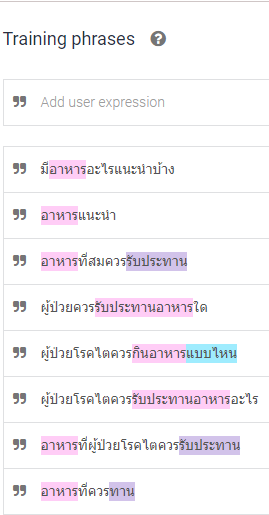 Training phrases
Add user expression
มีอาหารอะไรแนะนำบ้าง
อาหารแนะนำ
อาหารที่สมควรรับประทาน
ผู้ป่วยควรรับประทานอาหารใด
ผู้ป่วยโรคไตควรกินอาหารแบบไหน
ผู้ป่วยโรคไตควรรับประทานอาหารอะไร
อาหารที่ผู้ป่วยโรคไตควรรับประทาน
อาหารที่ควรทาน